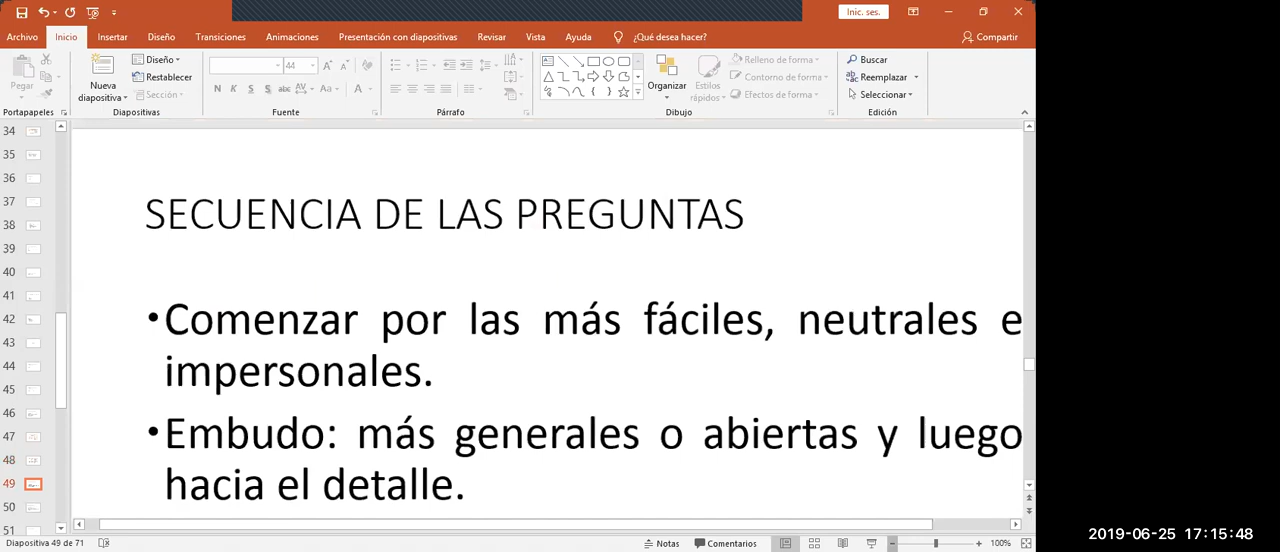 Inic. ses.
Archivo Inicio Insertar Diseño Transiciones Animaciones Presentación con diapositivas Revisar Vista Ayuda ¿Qué desea hacer? Compartir
Pegar
Nueva diapositiva
Diseño
Restablecer
Sección
44
N K S S abc AV Aa A
Organizar
Estilos rápidos
Relleno de forma
Contorno de forma
Efectos de forma
Buscar
Reemplazar
Seleccionar
Portapapeles Diapositivas Fuente Párrafo Dibujo Edición
34
35
36
37
38
39
40
41
42
43
44
45
46
47
48
49
50
51
SECUENCIA DE LAS PREGUNTAS
•Comenzar por las más fáciles, neutrales e
impersonales.
•Embudo: más generales o abiertas y luego
hacia el detalle.
Diapositiva 49 de 71 Notas Comentarios 100%
2019-06-25 17:15:48